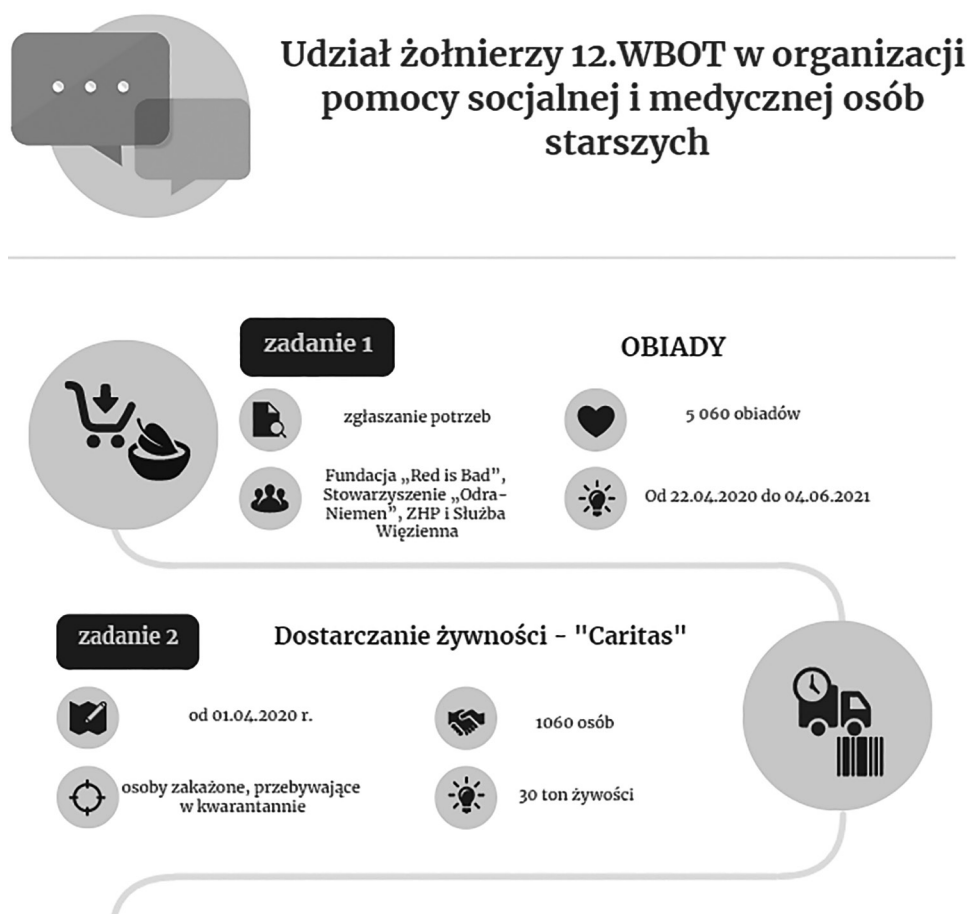 Udział żołnierzy 12.WBOT w organizacji
pomocy socjalnej i medycznej osób
starszych
zadanie 1
OBIADY
zgłaszanie potrzeb
5 060 obiadów
Fundacja „Red is Bad”,
Stowarzyszenie „Odra-
Niemen”, ZHP i Służba
Więzienna
Od 22.04.2020 do 04.06.2021
zadanie 2
Dostarczanie żywności - "Caritas"
od 01.04.2020 r.
1060 osób
osoby zakażone, przebywające
w kwarantannie
30 ton żywości